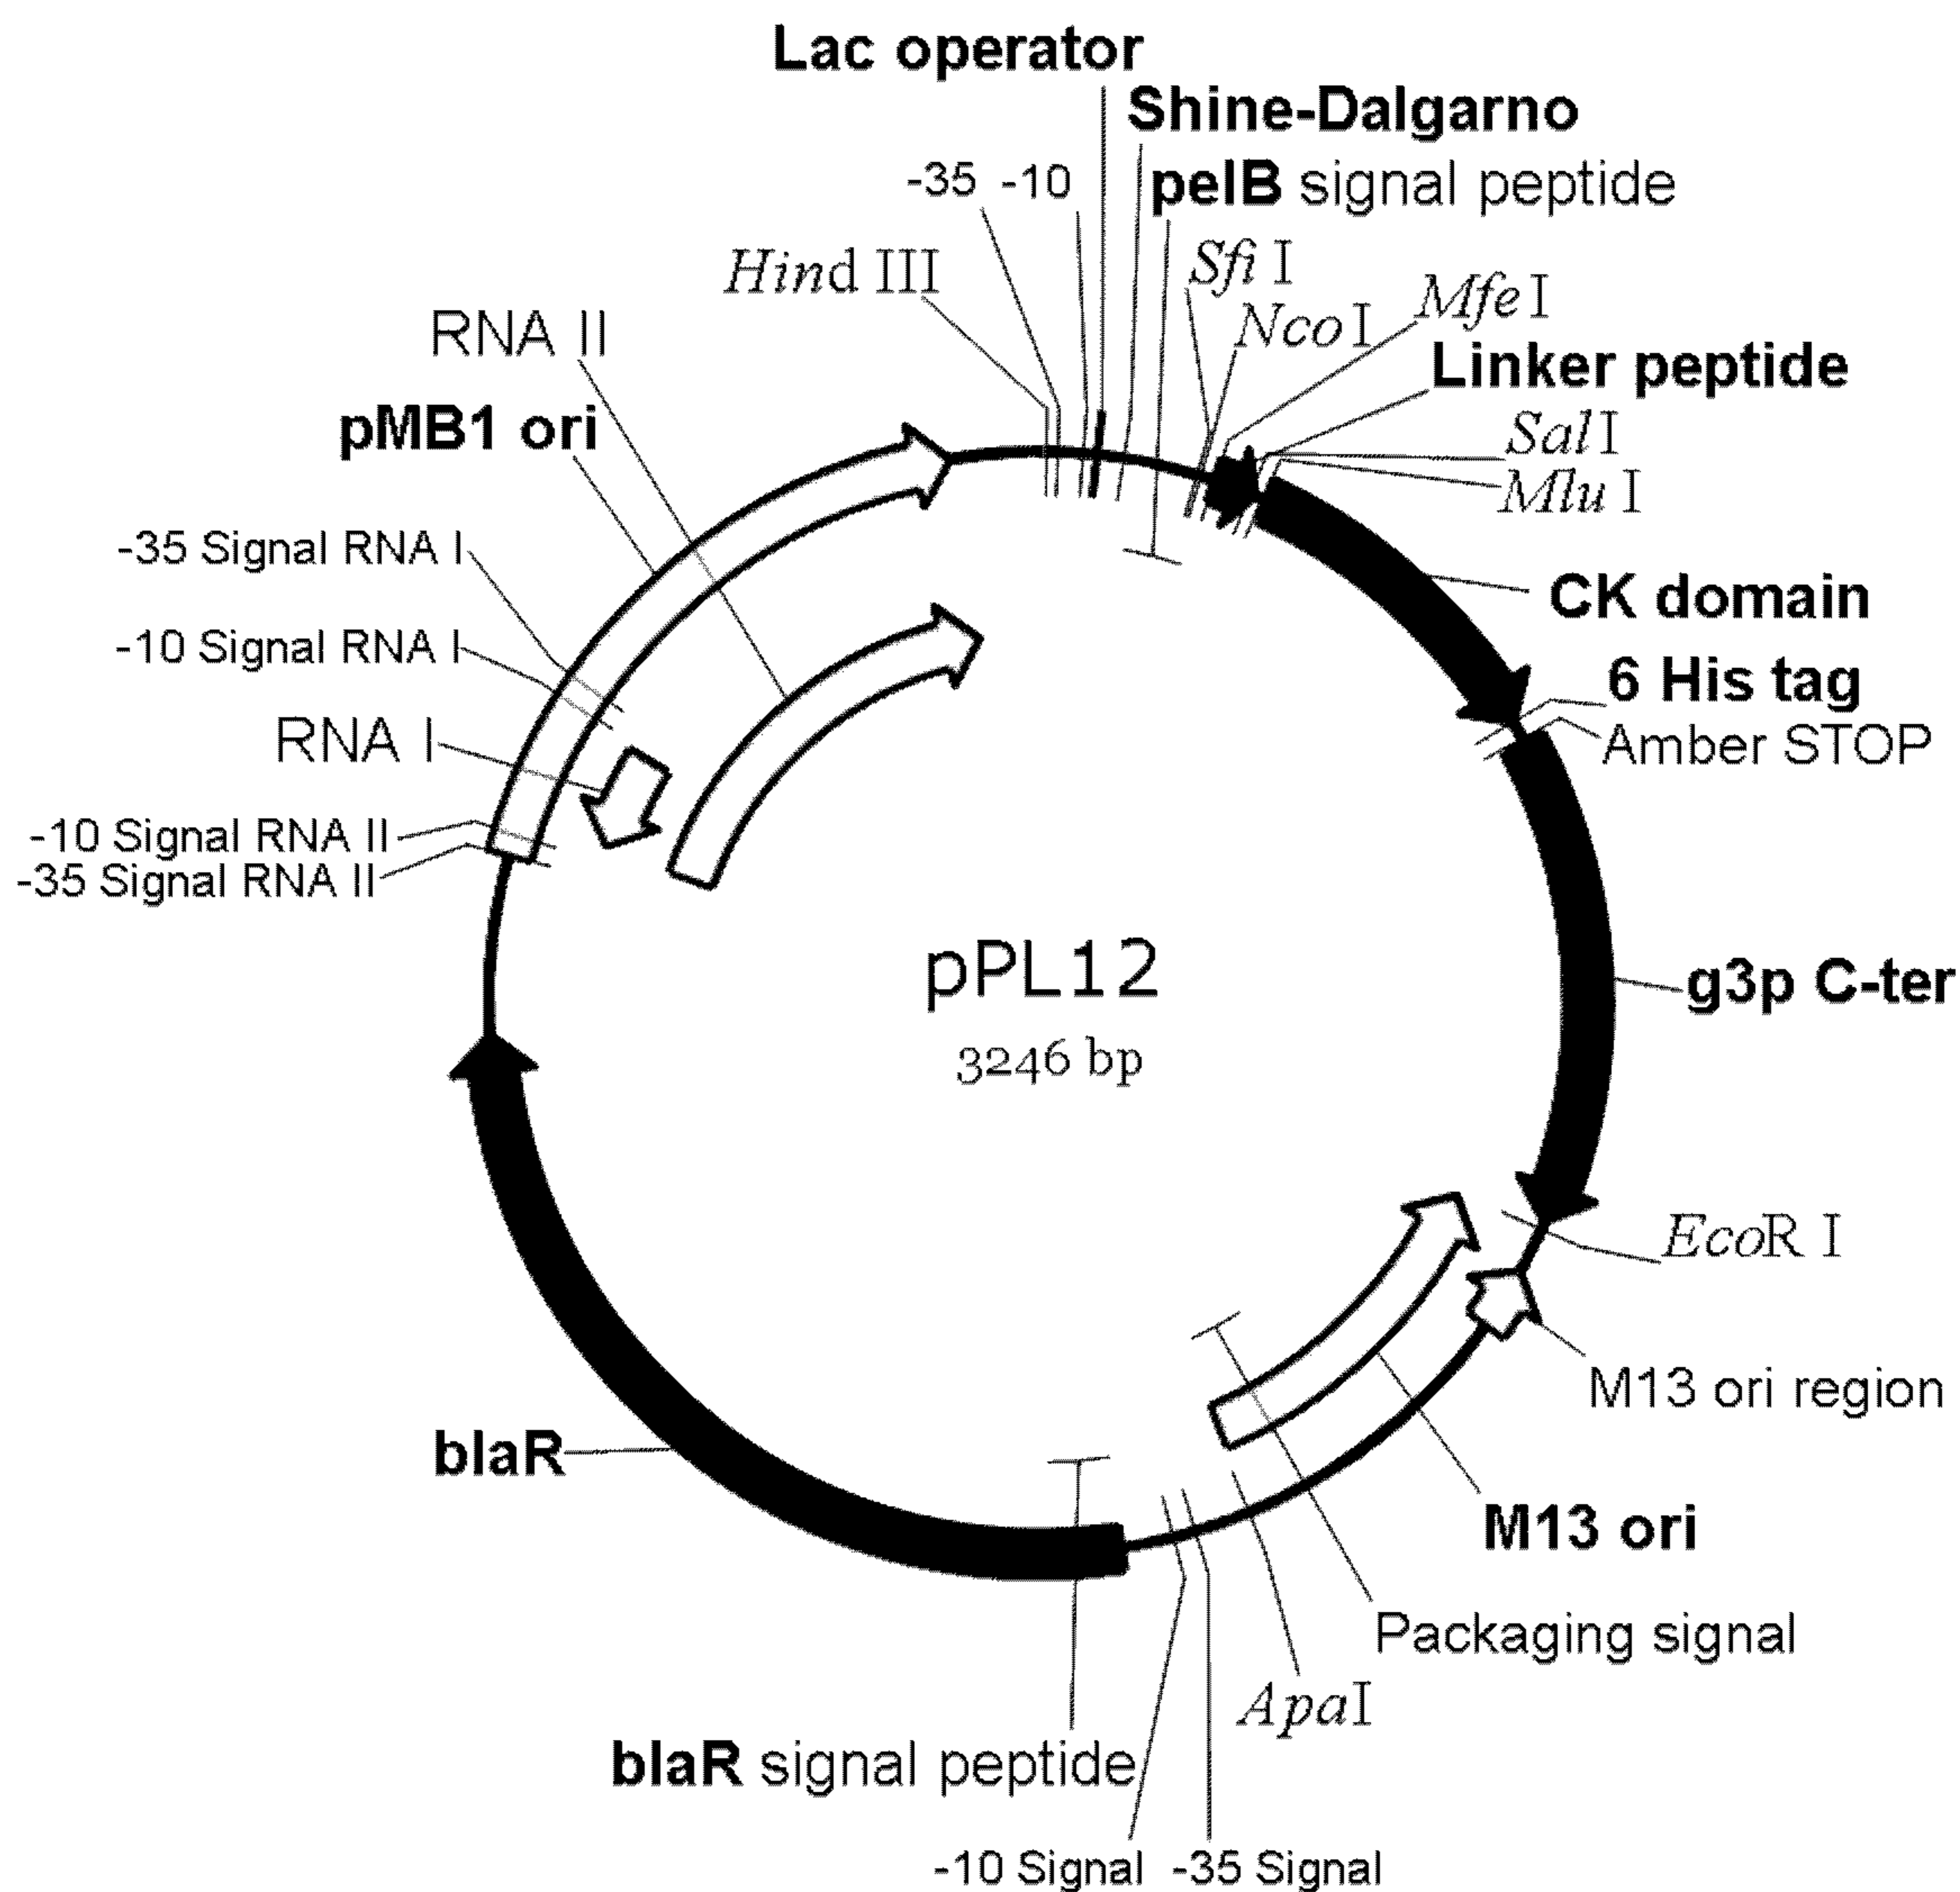 Lac operator
Shine-Dalgarno
-35 -10
pelB signal peptide
Hind III
Sfi I
Nco I
Mfe I
RNA II
Linker peptide
pMB1 ori
Sal I
Mlu I
-35 Signal RNA I
CK domain
-10 Signal RNA I
6 His tag
RNA I
Amber STOP
-10 Signal RNA II
-35 Signal RNA II
pPL12
g3p C-ter
3246 bp
EcoR I
M13 ori region
blaR
M13 ori
Packaging signal
ApaI
blaR signal peptide
-10 Signal -35 Signal